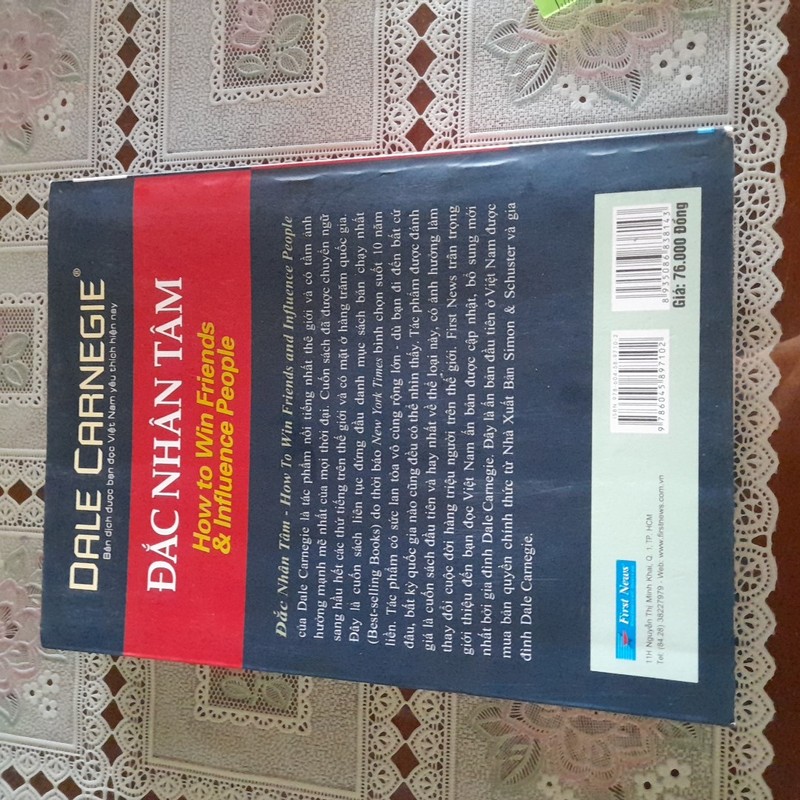 DALE CARNEGIE®
Bản dịch được bạn đọc Việt Nam yêu thích hiện nay
ĐẮC NHÂN TÂM
How to Win Friends
& Influence People
Đắc Nhân Tâm - How To Win Friends and Influence People
của Dale Carnegie là tác phẩm nổi tiếng nhất thế giới và có tầm ảnh
hưởng mạnh mẽ nhất của mọi thời đại. Cuốn sách đã được chuyển ngữ
sang hầu hết các thứ tiếng trên thế giới và có mặt ở hàng trăm quốc gia.
Đây là cuốn sách liên tục đứng đầu danh mục sách bán chạy nhất
(Best-selling Books) do thời báo New York Times bình chọn suốt 10 năm
liền. Tác phẩm có sức lan tỏa vô cùng rộng lớn - dù bạn đi đến bất cứ
đâu, bất kỳ quốc gia nào cũng đều có thể nhìn thấy. Tác phẩm được đánh
giá là cuốn sách đầu tiên và hay nhất về thể loại này, có ảnh hưởng làm
thay đổi cuộc đời hàng triệu người trên thế giới. First News trân trọng
giới thiệu đến bạn đọc Việt Nam ấn bản được cập nhật, bổ sung mới
nhất bởi gia đình Dale Carnegie. Đây là ấn bản đầu tiên ở Việt Nam được
mua bản quyền chính thức từ Nhà Xuất Bản Simon & Schuster và gia
đình Dale Carnegie.
First News
11H Nguyễn Thị Minh Khai, Q. 1, TP. HCM
Tel: (84.28) 38227979 - Web: www.firstnews.com.vn
ISBN: 978-604-58-9710-2
9 786045 897102
8 935086 838143
Giá: 76.000 Đồng